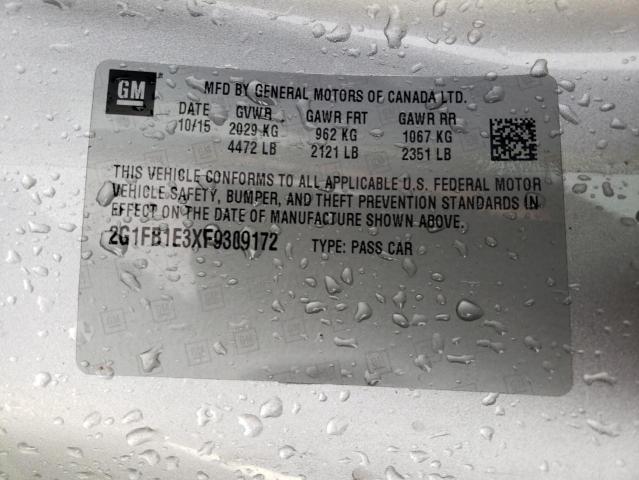 GM
MFD BY GENERAL MOTORS OF CANADA LTD.
DATE GVWR GAWR FRT GAWR RR
10/15 2029 KG 962 KG 1067 KG
4472 LB 2121 LB 2351 LB
THIS VEHICLE CONFORMS TO ALL APPLICABLE U.S. FEDERAL MOTOR
VEHICLE SAFETY, BUMPER, AND THEFT PREVENTION STANDARDS IN
EFFECT ON THE DATE OF MANUFACTURE SHOWN ABOVE.
2G1FB1E3XF9309172 TYPE: PASS CAR